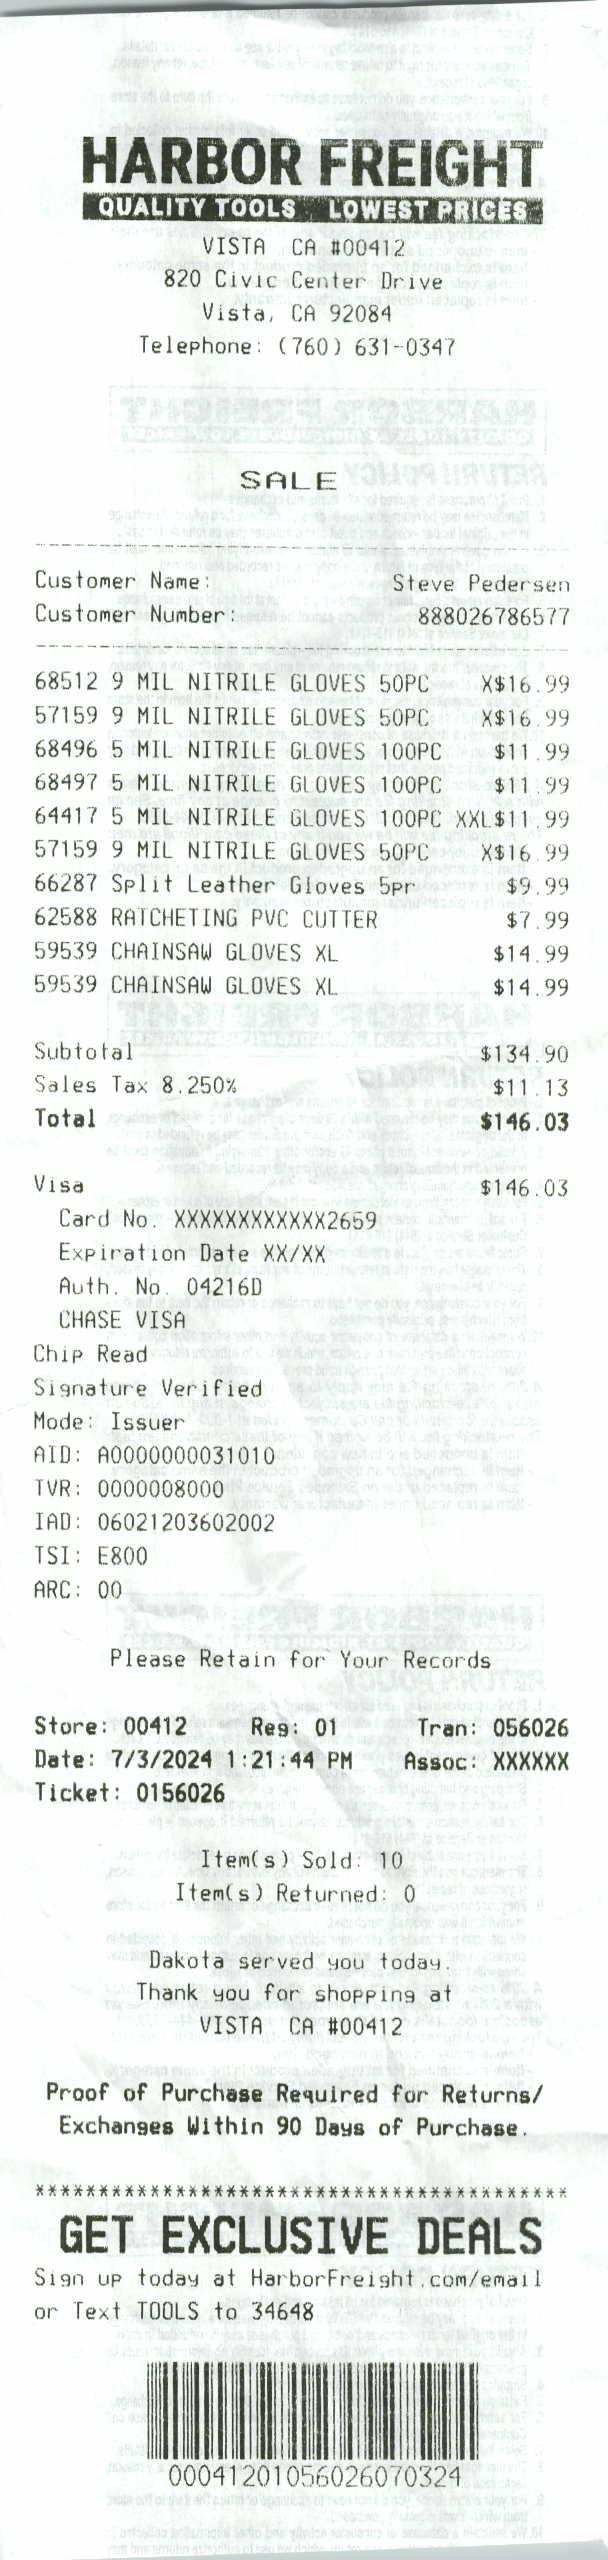 HARBOR FREIGHT
QUALITY TOOLS LOWEST PRICES
VISTA CA #00412
820 Civic Center Drive
Vista, CA 92084
Telephone: (760) 631-0347
SALE
Customer Name: Steve Pedersen
Customer Number: 888026786577
68512 9 MIL NITRILE GLOVES 50PC X$16.99
57159 9 MIL NITRILE GLOVES 50PC X$16.99
68496 5 MIL NITRILE GLOVES 100PC $11.99
68497 5 MIL NITRILE GLOVES 100PC $11.99
64417 5 MIL NITRILE GLOVES 100PC XXL$11.99
57159 9 MIL NITRILE GLOVES 50PC X$16.99
66287 Split Leather Gloves 5pr $9.99
62588 RATCHETING PVC CUTTER $7.99
59539 CHAINSAW GLOVES XL $14.99
59539 CHAINSAW GLOVES XL $14.99
Subtotal $134.90
Sales Tax 8.250% $11.13
Total $146.03
Visa $146.03
Card No. XXXXXXXXXXXX2659
Expiration Date XX/XX
Auth. No. 04216D
CHASE VISA
Chip Read
Signature Verified
Mode: Issuer
AID: A0000000031010
TVR: 0000008000
IAD: 06021203602002
TSI: E800
ARC: 00
Please Retain for Your Records
Store: 00412 Reg: 01 Tran: 056026
Date: 7/3/2024 1:21:44 PM Assoc: XXXXXX
Ticket: 0156026
Item(s) Sold: 10
Item(s) Returned: 0
Dakota served you today.
Thank you for shopping at
VISTA CA #00412
Proof of Purchase Required for Returns/
Exchanges Within 90 Days of Purchase.
******************************************
GET EXCLUSIVE DEALS
Sign up today at HarborFreight.com/email
or Text TOOLS to 34648
00041201056026070324